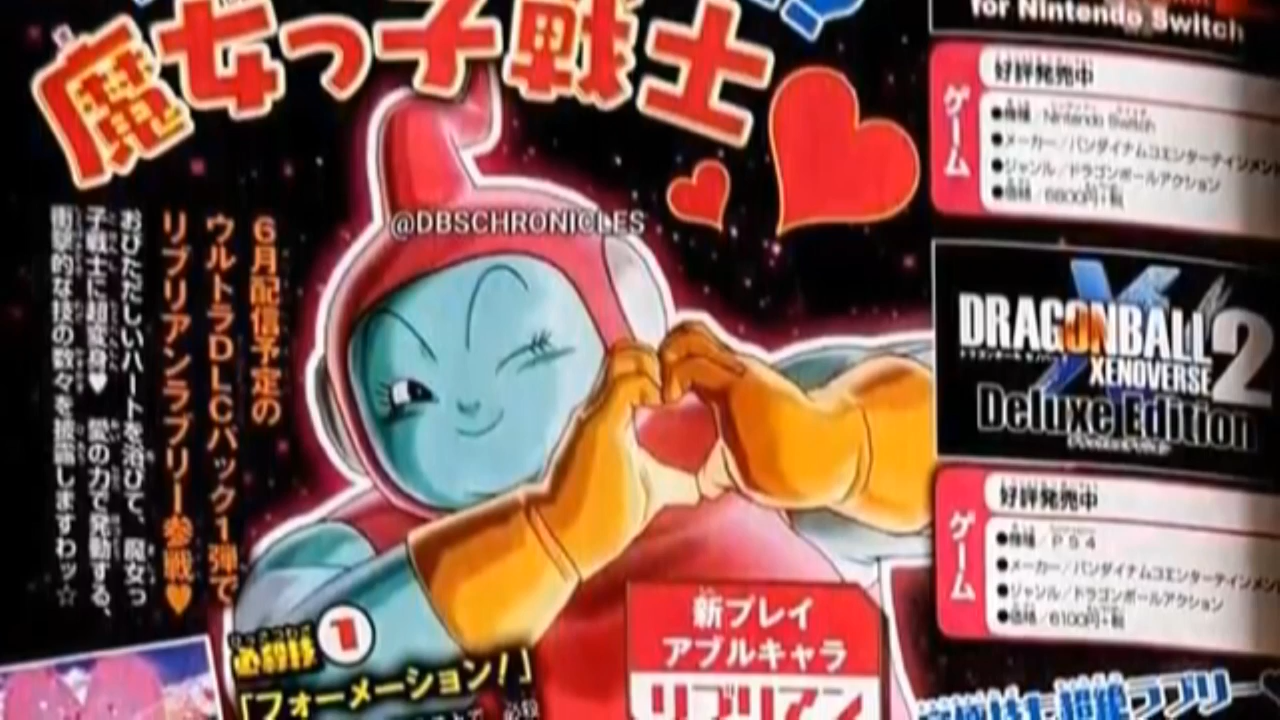 魔女っ子戦士
for Nintendo Switch
ゲーム
好評発売中
●機種/Nintendo Switch
●メーカー/バンダイナムコエンターテインメン
●ジャンル/ドラゴンボールアクション
●価格/6800円+税
@DBSCHRONICLES
6月配信予定の
ウルトラDLCパック1弾で
リブリアンラブリー参戦♥
おびただしいハートを浴びて、魔女っ
子戦士に超変身♥ 愛の力で発動する、
衝撃的な技の数々を披露しますわッ☆
DRAGONBALL
XENOVERSE 2
Deluxe Edition
ゲーム
好評発売中
●機種/PS4
●メーカー/バンダイナムコエンターテインメン
●ジャンル/ドラゴンボールアクション
●価格/6100円+税
必殺技 1
「フォーメーション!」
新プレイ
アブルキャラ
リブリアン